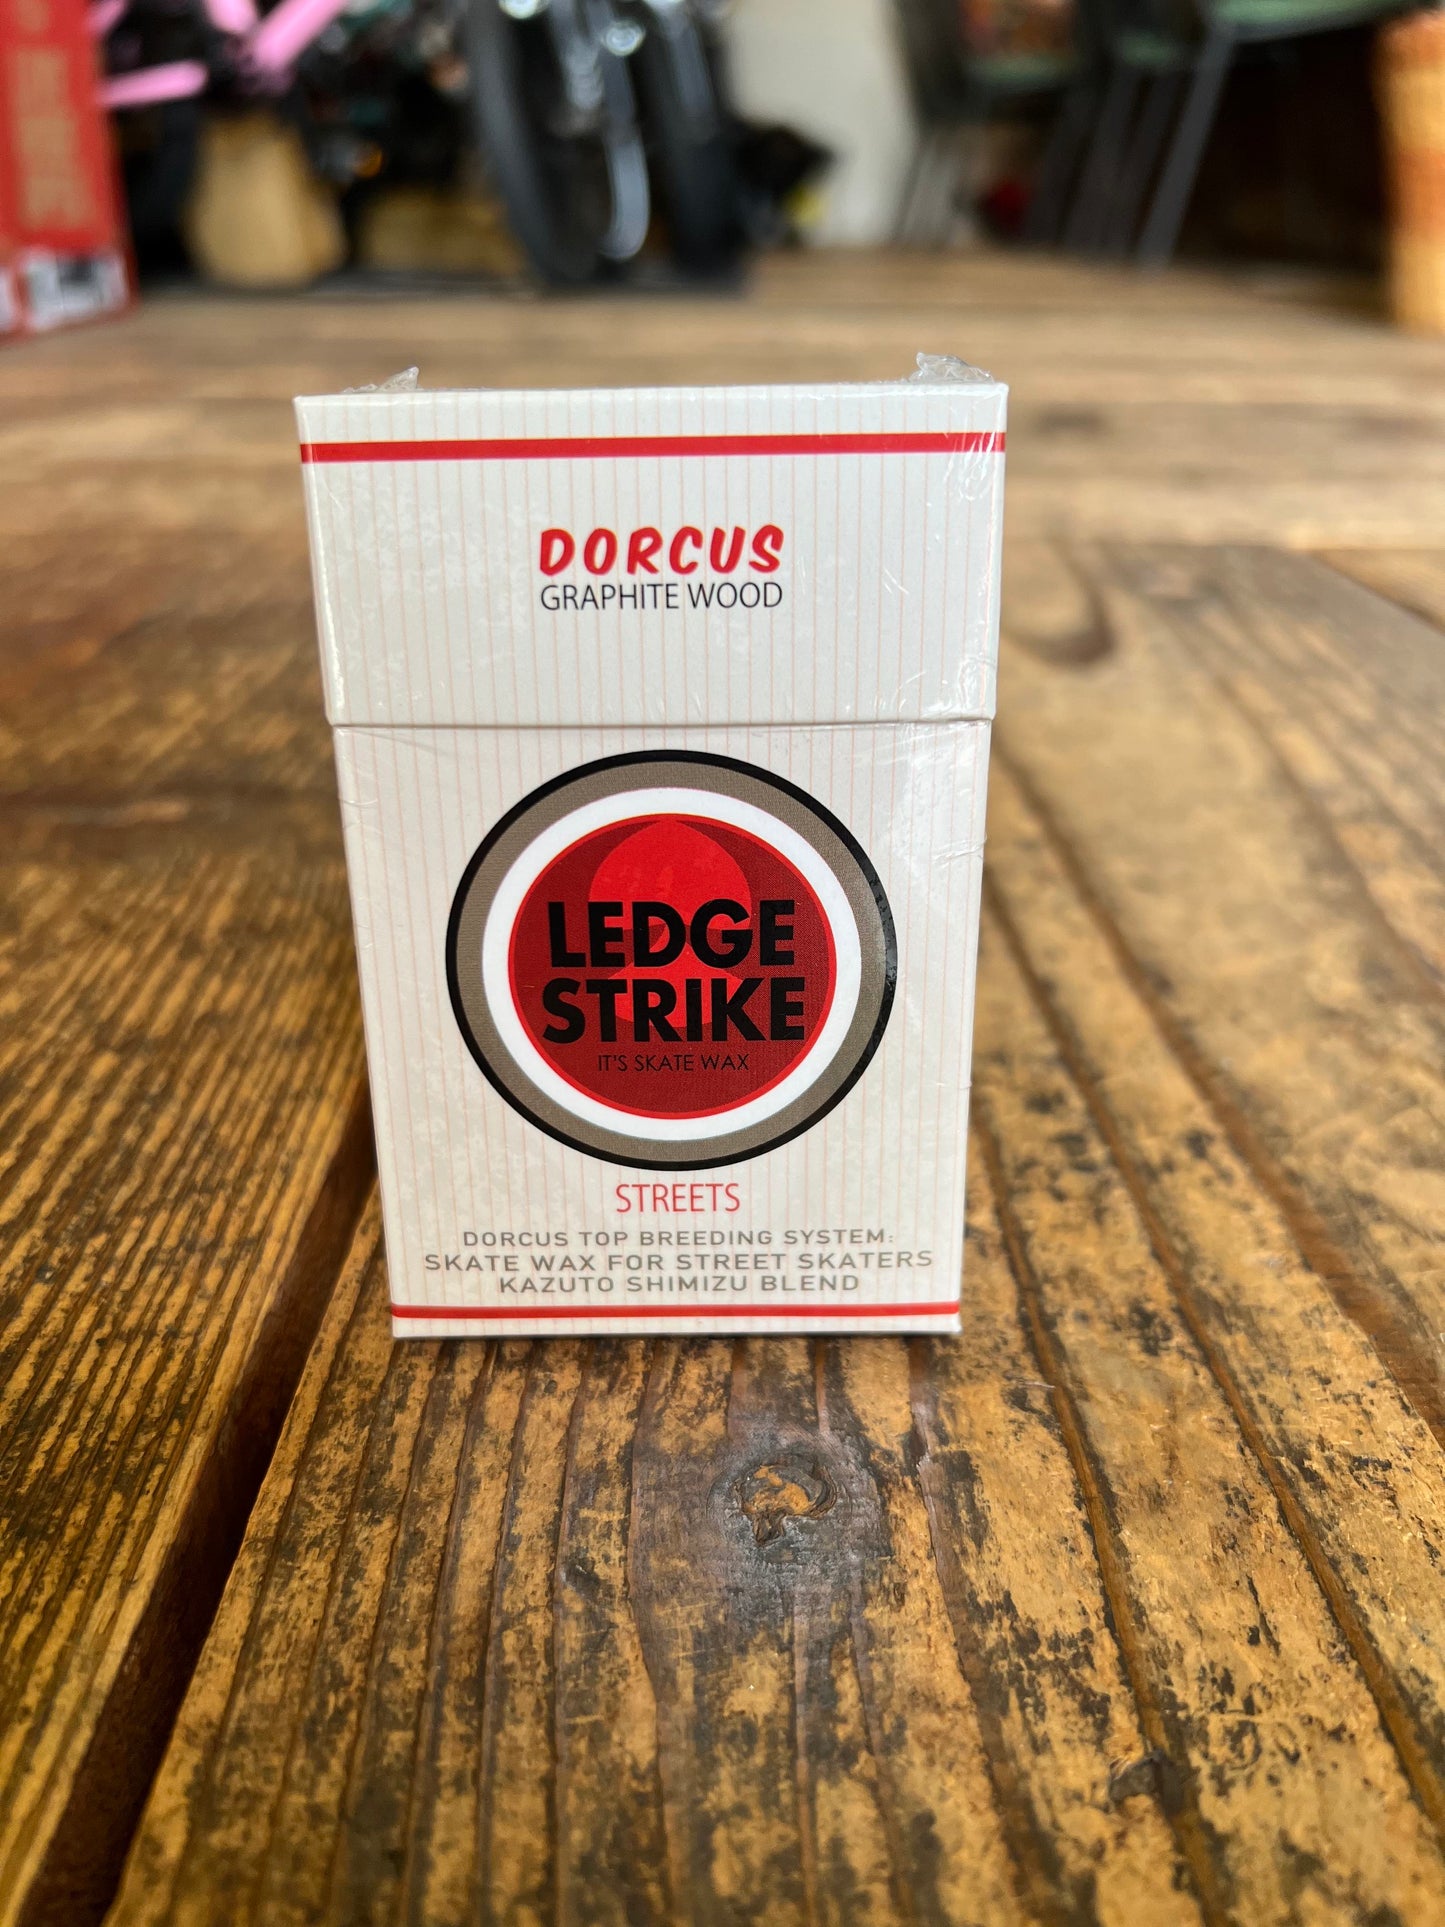 DORCUS
GRAPHITE WOOD
LEDGE
STRIKE
IT'S SKATE WAX
STREETS
DORCUS TOP BREEDING SYSTEM:
SKATE WAX FOR STREET SKATERS
KAZUTO SHIMIZU BLEND